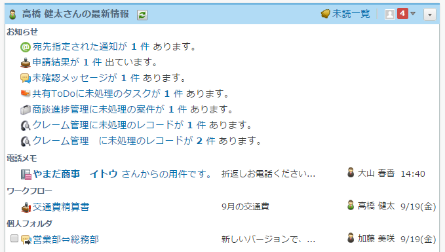 高橋 健太さんの最新情報 未読一覧 4
お知らせ
宛先指定された通知が 1 件 あります。
申請結果が 1 件 出ています。
未確認メッセージが 1 件 あります。
共有ToDoに未処理のタスクが 1 件 あります。
商談進捗管理に未処理の案件が 1 件 あります。
クレーム管理に未処理のレコードが 1 件 あります。
クレーム管理 に未処理のレコードが 2 件 あります。
電話メモ
やまだ商事 イトウ さんからの用件です。 折返しお電話ください... 大山 春香 14:40
ワークフロー
交通費精算書 9月の交通費 高橋 健太 9/19(金)
個人フォルダ
営業部⇔総務部 新しいバージョンで、... 加藤 美咲 9/19(金)